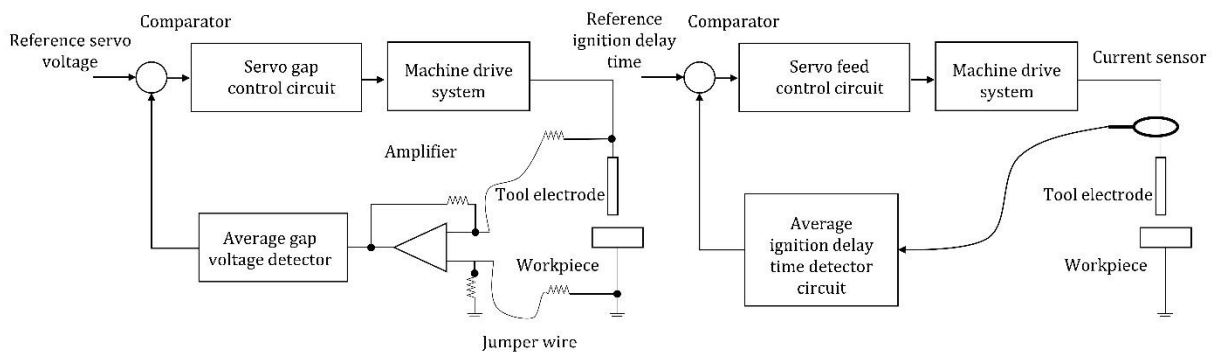 Comparator
Reference servo
voltage
Servo gap
control circuit
Machine drive
system
Amplifier
Tool electrode
Average gap
voltage detector
Workpiece
Jumper wire
Reference
ignition delay
time
Comparator
Servo feed
control circuit
Machine drive
system
Current sensor
Tool electrode
Average
ignition delay
time detector
circuit
Workpiece